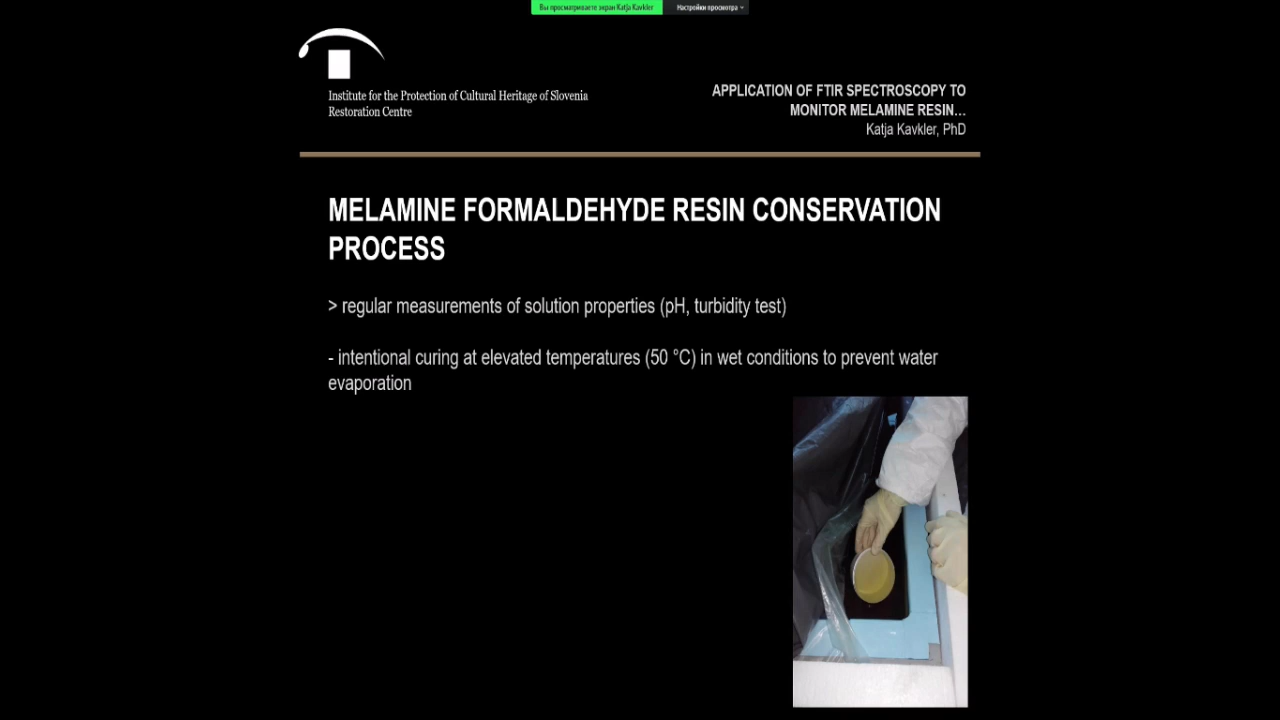 Вы просматриваете экран Katja Kavkler
Настройки просмотра
Institute for the Protection of Cultural Heritage of Slovenia
Restoration Centre
APPLICATION OF FTIR SPECTROSCOPY TO
MONITOR MELAMINE RESIN...
Katja Kavkler, PhD
MELAMINE FORMALDEHYDE RESIN CONSERVATION
PROCESS
> regular measurements of solution properties (pH, turbidity test)
- intentional curing at elevated temperatures (50 °C) in wet conditions to prevent water
evaporation